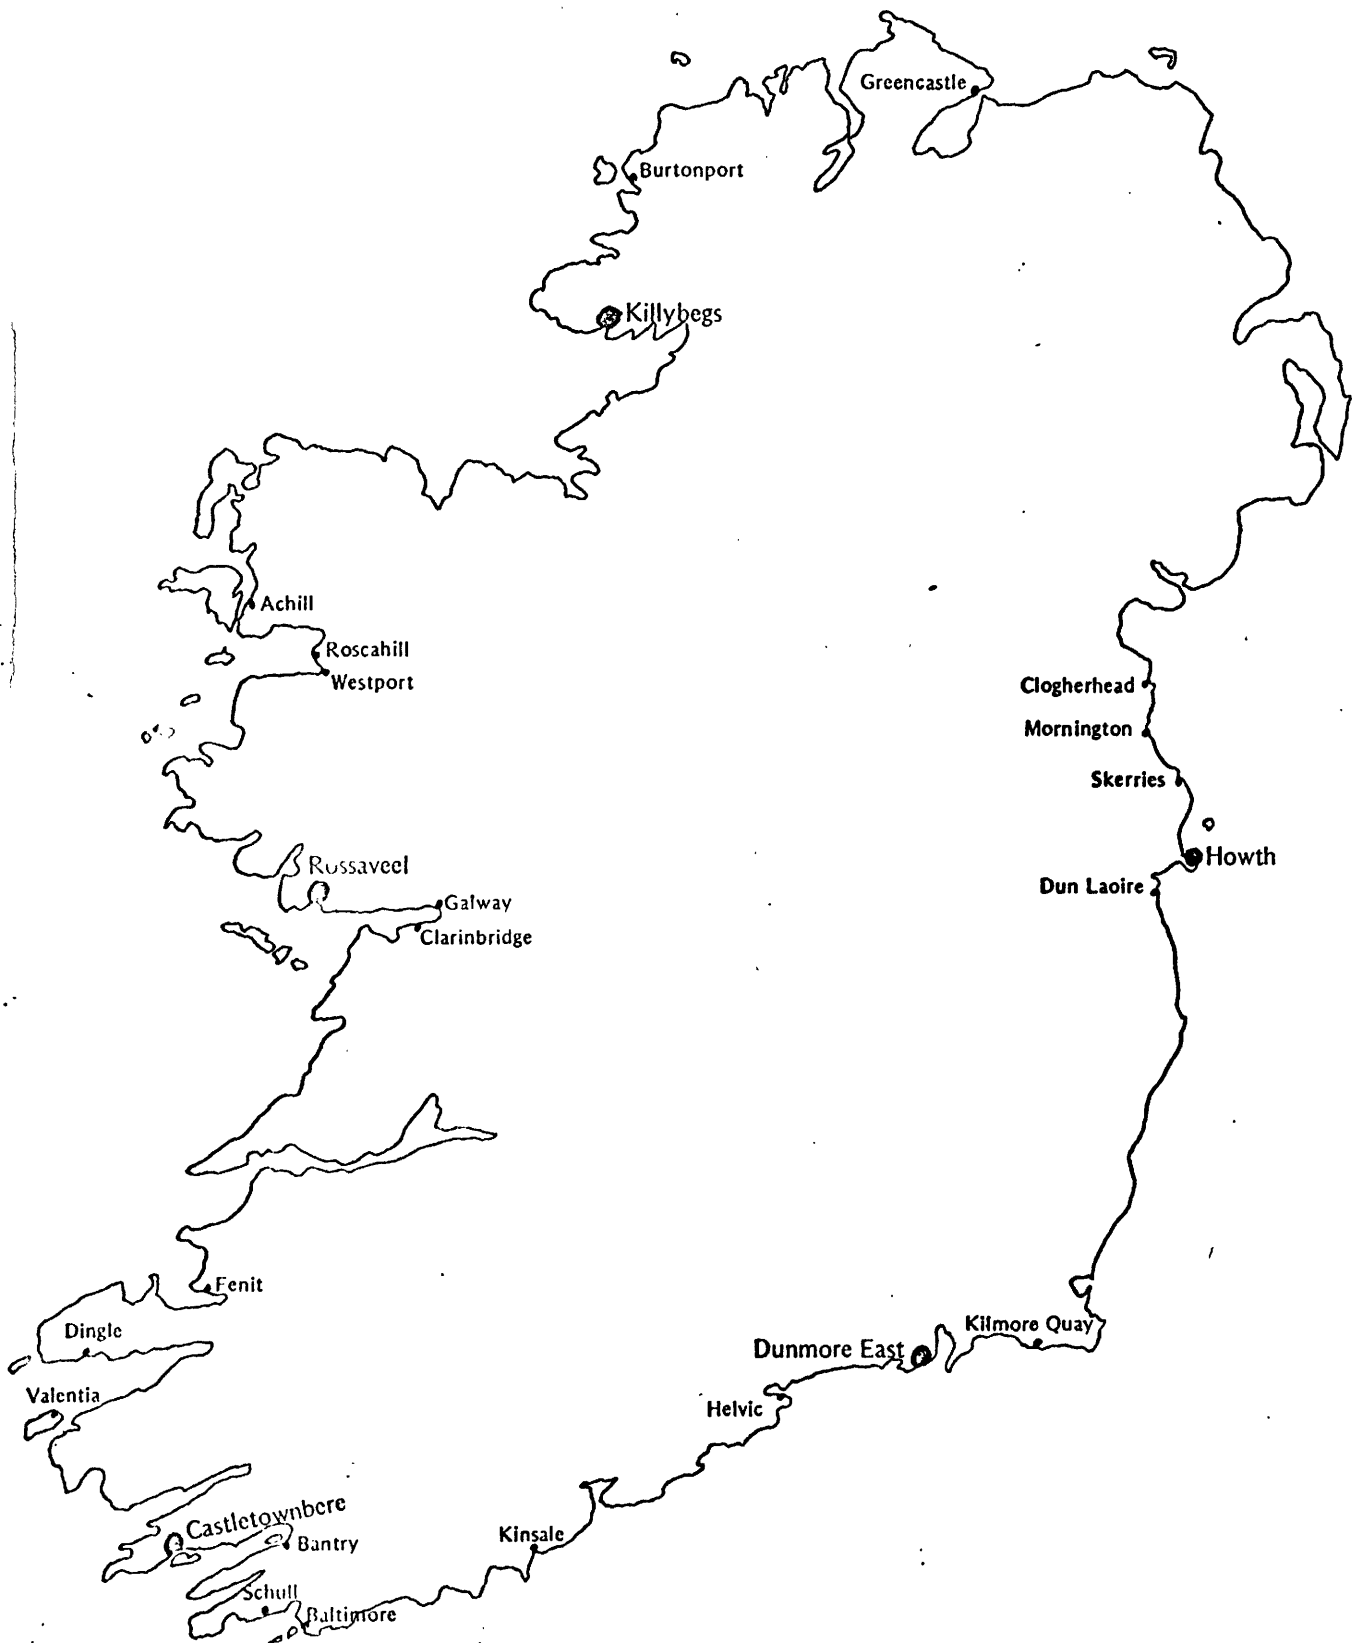 Greencastle
Burtonport
Killybegs
Achill
Roscahill
Westport
Clogherhead
Mornington
Skerries
Rossaveel
Howth
Dun Laoire
Galway
Clarinbridge
Fenit
Dingle
Kilmore Quay
Dunmore East
Valentia
Helvic
Castletownbere
Kinsale
Bantry
Schull
Baltimore